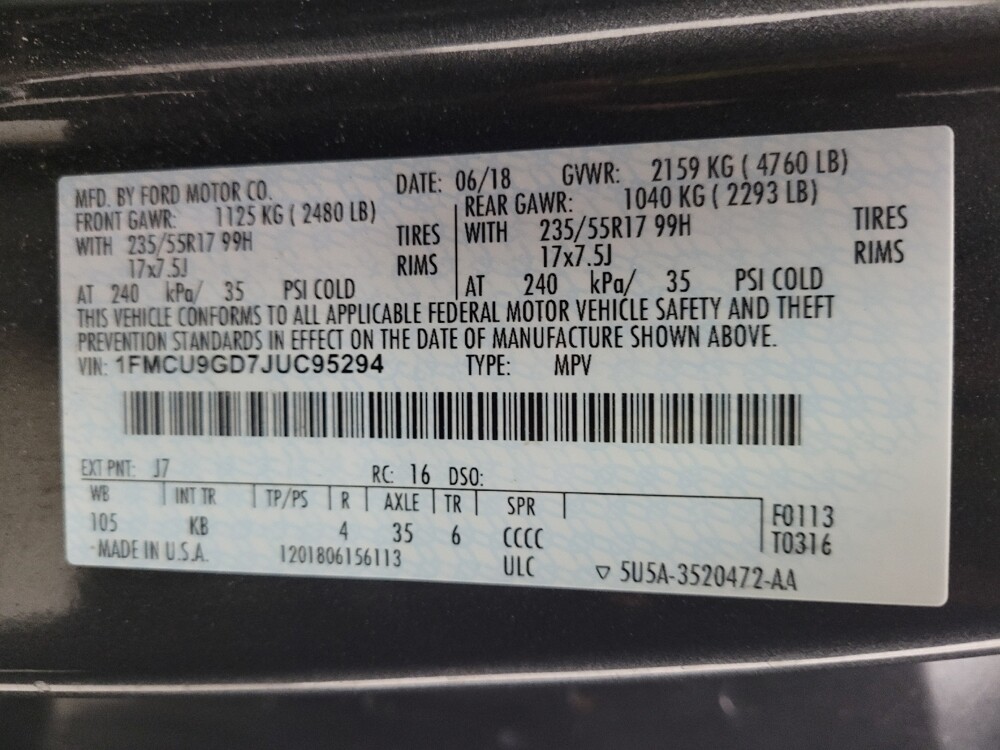 MFD. BY FORD MOTOR CO. DATE: 06/18 GVWR: 2159 KG ( 4760 LB)
FRONT GAWR: 1125 KG ( 2480 LB) REAR GAWR: 1040 KG ( 2293 LB)
WITH 235/55R17 99H TIRES WITH 235/55R17 99H TIRES
17x7.5J RIMS 17x7.5J RIMS
AT 240 kPa/ 35 PSI COLD AT 240 kPa/ 35 PSI COLD
THIS VEHICLE CONFORMS TO ALL APPLICABLE FEDERAL MOTOR VEHICLE SAFETY AND THEFT
PREVENTION STANDARDS IN EFFECT ON THE DATE OF MANUFACTURE SHOWN ABOVE.
VIN: 1FMCU9GD7JUC95294 TYPE: MPV
EXT PNT: J7 RC: 16 DSO:
WB INT TR TP/PS R AXLE TR SPR F0113
105 KB 4 35 6 CCCC T0316
-MADE IN U.S.A. 1201806156113 ULC ▽ 5U5A-3520472-AA